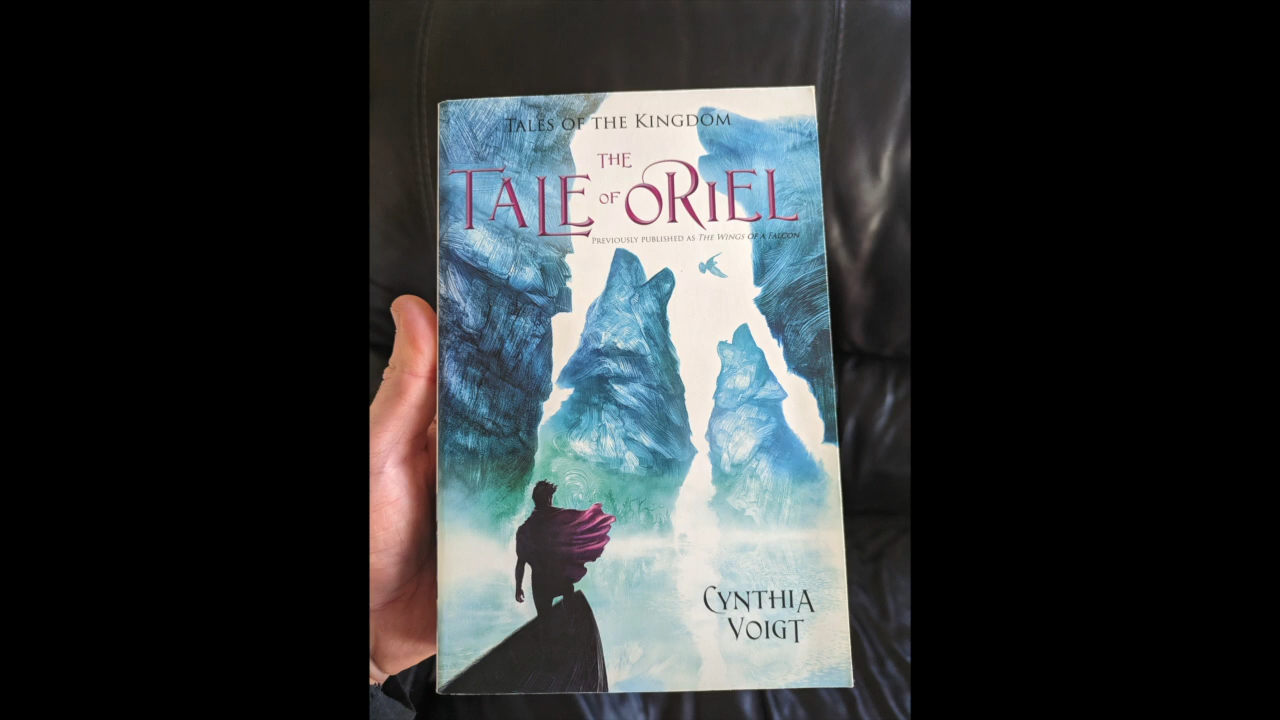 Tales of the Kingdom
The
Tale of Oriel
Previously published as The Wings of a Falcon
Cynthia
Voigt